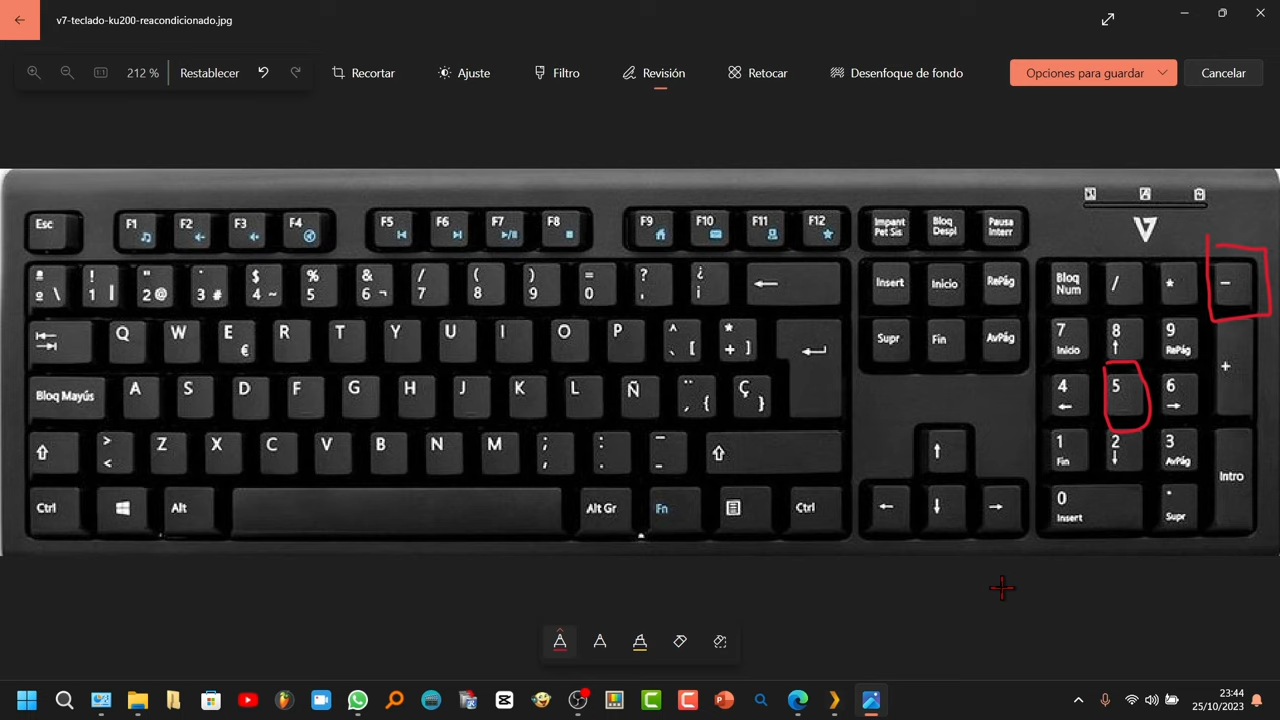 v7-teclado-ku200-reacondicionado.jpg
212 % Restablecer Recortar Ajuste Filtro Revisión Retocar Desenfoque de fondo Opciones para guardar Cancelar
Esc F1 F2 F3 F4 F5 F6 F7 F8 F9 F10 F11 F12 Impant Pet Sis Bloq Despl Pausa Interr
V7
ª º \ ! 1 | " 2 @ · 3 # $ 4 ~ % 5 & 6 ¬ / 7 ( 8 ) 9 = 0 ? ' ¿ ¡ Insert Inicio RePág Bloq Num / * -
Q W E € R T Y U I O P ^ ` [ * + ] Supr Fin AvPág 7 Inicio 8 ↑ 9 RePág +
Bloq Mayús A S D F G H J K L Ñ ¨ ´ { Ç } 4 ← 5 6 →
> < Z X C V B N M ; , : . _ - ↑ 1 Fin 2 ↓ 3 AvPág Intro
Ctrl Alt Alt Gr Fn Ctrl ← ↓ → 0 Insert . Supr
23:44
25/10/2023